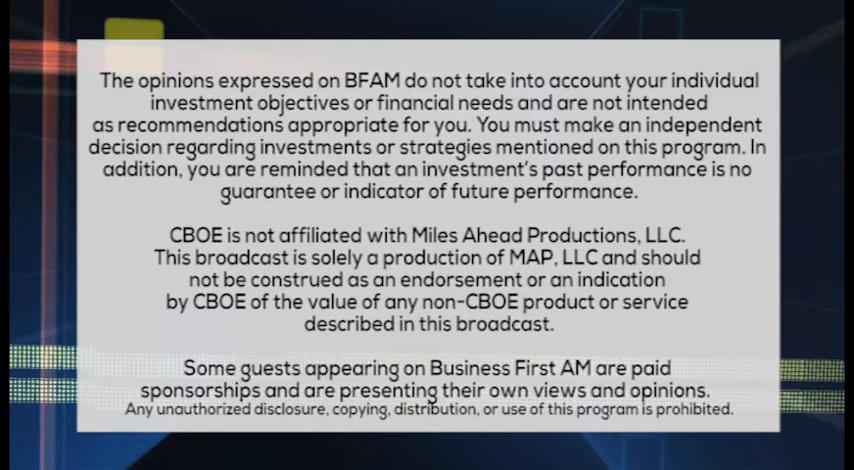 The opinions expressed on BFAM do not take into account your individual
investment objectives or financial needs and are not intended
as recommendations appropriate for you. You must make an independent
decision regarding investments or strategies mentioned on this program. In
addition, you are reminded that an investment's past performance is no
guarantee or indicator of future performance.
CBOE is not affiliated with Miles Ahead Productions, LLC.
This broadcast is solely a production of MAP, LLC and should
not be construed as an endorsement or an indication
by CBOE of the value of any non-CBOE product or service
described in this broadcast.
Some guests appearing on Business First AM are paid
sponsorships and are presenting their own views and opinions.
Any unauthorized disclosure, copying, distribution, or use of this program is prohibited.